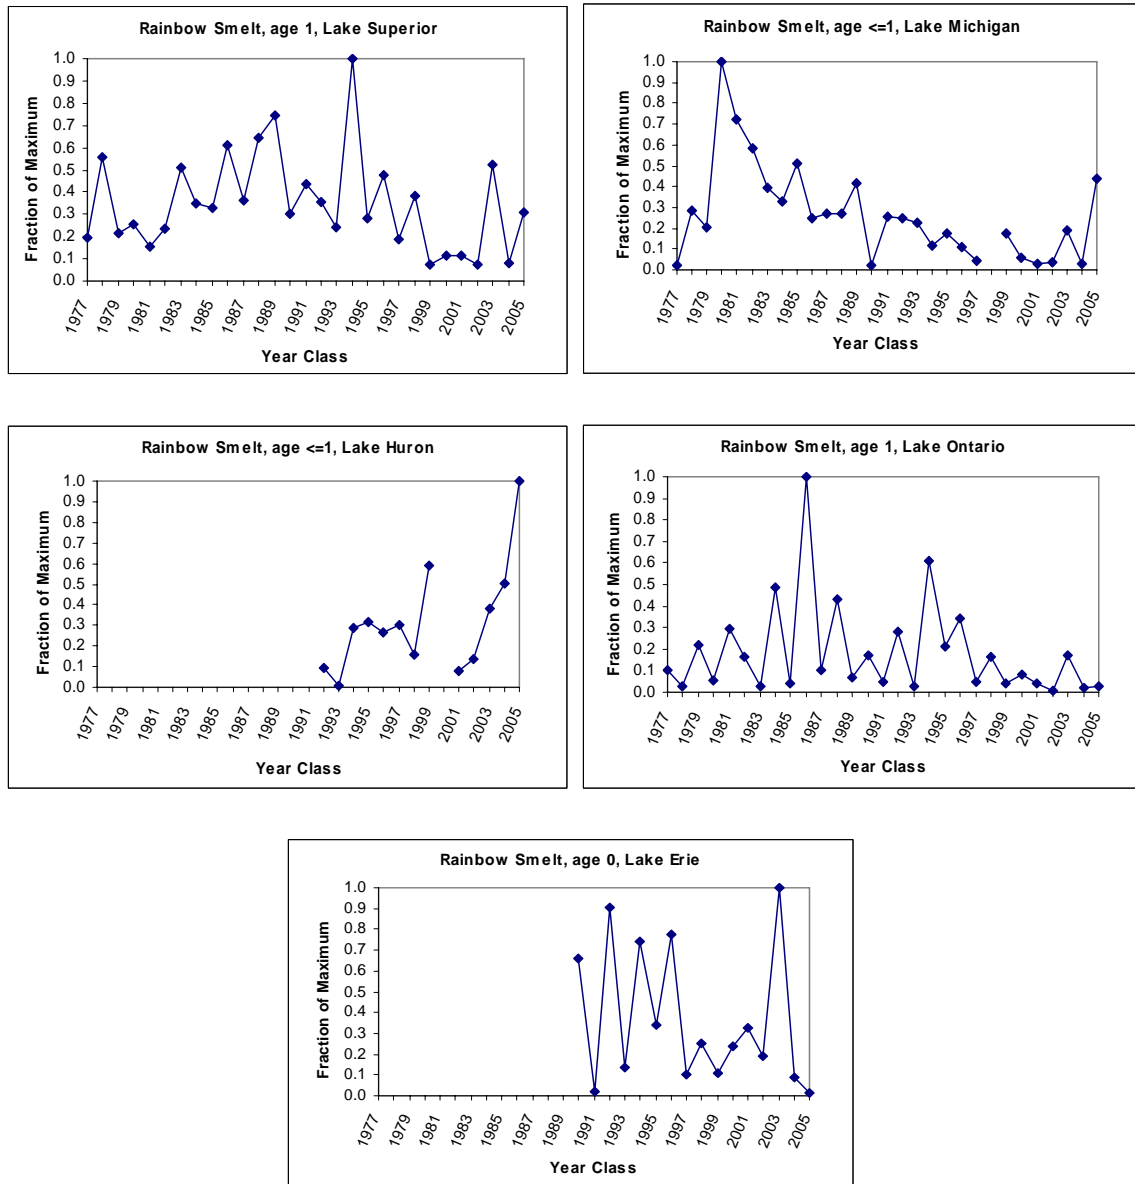 Rainbow Smelt, age 1, Lake Superior
Fraction of Maximum
1.0
0.9
0.8
0.7
0.6
0.5
0.4
0.3
0.2
0.1
0.0
1977 1979 1981 1983 1985 1987 1989 1991 1993 1995 1997 1999 2001 2003 2005
Year Class
Rainbow Smelt, age <=1, Lake Michigan
Fraction of Maximum
1.0
0.9
0.8
0.7
0.6
0.5
0.4
0.3
0.2
0.1
0.0
1977 1979 1981 1983 1985 1987 1989 1991 1993 1995 1997 1999 2001 2003 2005
Year Class
Rainbow Smelt, age <=1, Lake Huron
Fraction of Maximum
1.0
0.9
0.8
0.7
0.6
0.5
0.4
0.3
0.2
0.1
0.0
1977 1979 1981 1983 1985 1987 1989 1991 1993 1995 1997 1999 2001 2003 2005
Year Class
Rainbow Smelt, age 1, Lake Ontario
Fraction of Maximum
1.0
0.9
0.8
0.7
0.6
0.5
0.4
0.3
0.2
0.1
0.0
1977 1979 1981 1983 1985 1987 1989 1991 1993 1995 1997 1999 2001 2003 2005
Year Class
Rainbow Smelt, age 0, Lake Erie
Fraction of Maximum
1.0
0.9
0.8
0.7
0.6
0.5
0.4
0.3
0.2
0.1
0.0
1977 1979 1981 1983 1985 1987 1989 1991 1993 1995 1997 1999 2001 2003 2005
Year Class